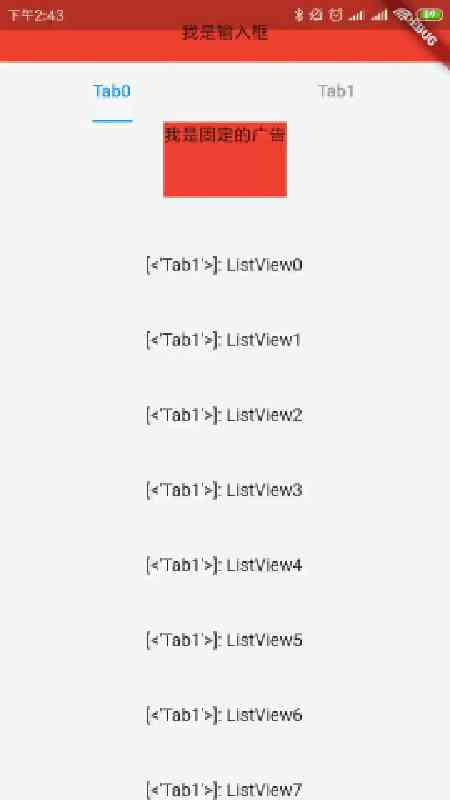 下午2:43
DEBUG
我是输入框
Tab0
Tab1
我是固定的广告
[<'Tab1'>]: ListView0
[<'Tab1'>]: ListView1
[<'Tab1'>]: ListView2
[<'Tab1'>]: ListView3
[<'Tab1'>]: ListView4
[<'Tab1'>]: ListView5
[<'Tab1'>]: ListView6
[<'Tab1'>]: ListView7